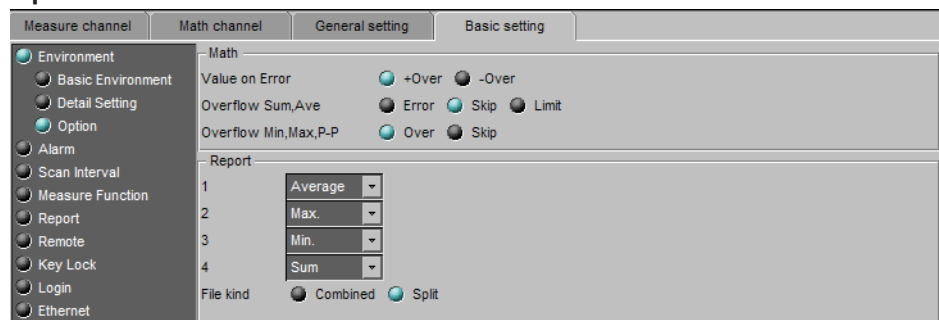 Measure channel Math channel General setting Basic setting
Environment
Basic Environment
Detail Setting
Option
Alarm
Scan Interval
Measure Function
Report
Remote
Key Lock
Login
Ethernet
Math
Value on Error +Over -Over
Overflow Sum,Ave Error Skip Limit
Overflow Min,Max,P-P Over Skip
Report
1 Average
2 Max.
3 Min.
4 Sum
File kind Combined Split